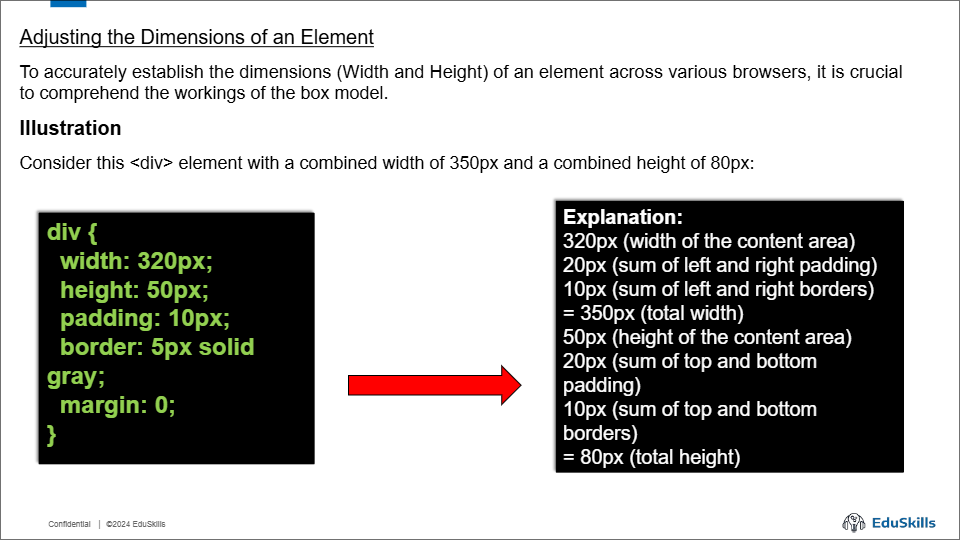 Adjusting the Dimensions of an Element
To accurately establish the dimensions (Width and Height) of an element across various browsers, it is crucial
to comprehend the workings of the box model.
Illustration
Consider this <div> element with a combined width of 350px and a combined height of 80px:
div {
  width: 320px;
  height: 50px;
  padding: 10px;
  border: 5px solid
gray;
  margin: 0;
}
Explanation:
320px (width of the content area)
20px (sum of left and right padding)
10px (sum of left and right borders)
= 350px (total width)
50px (height of the content area)
20px (sum of top and bottom
padding)
10px (sum of top and bottom
borders)
= 80px (total height)
Confidential | ©2024 EduSkills
EduSkills